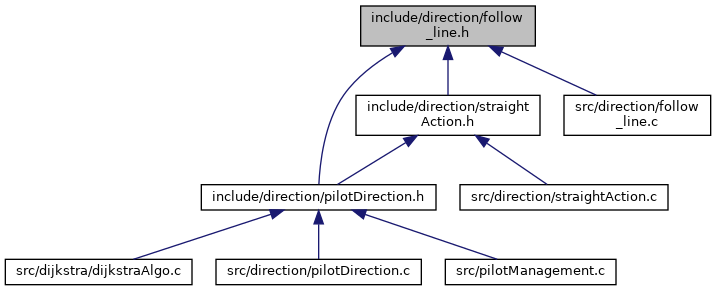 include/direction/follow
_line.h
include/direction/straight
Action.h
src/direction/follow
_line.c
include/direction/pilotDirection.h
src/direction/straightAction.c
src/dijkstra/dijkstraAlgo.c
src/direction/pilotDirection.c
src/pilotManagement.c